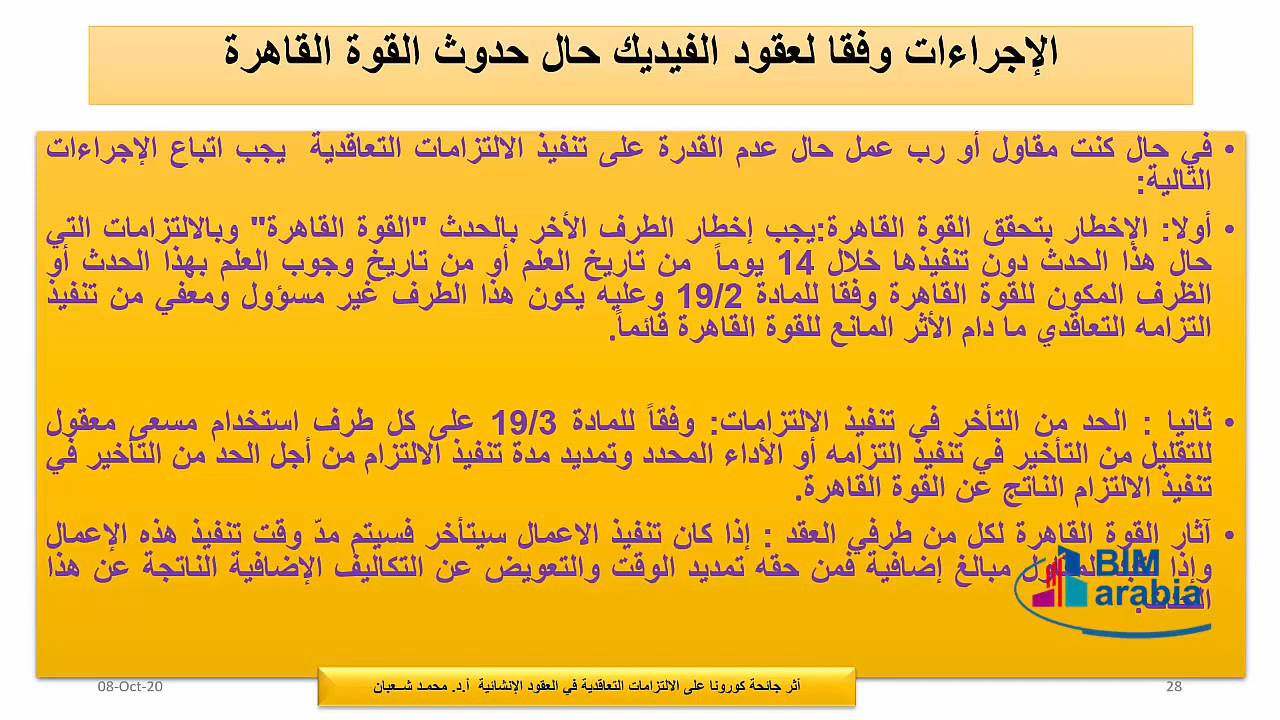 الإجراءات وفقا لعقود الفيديك حال حدوث القوة القاهرة
• في حال كنت مقاول أو رب عمل حال عدم القدرة على تنفيذ الالتزامات التعاقدية يجب اتباع الإجراءات
التالية:
• أولا: الإخطار بتحقق القوة القاهرة:يجب إخطار الطرف الأخر بالحدث "القوة القاهرة" وبالالتزامات التي
حال هذا الحدث دون تنفيذها خلال 14 يوماً من تاريخ العلم أو من تاريخ وجوب العلم بهذا الحدث أو
الظرف المكون للقوة القاهرة وفقا للمادة 19/2 وعليه يكون هذا الطرف غير مسؤول ومعفي من تنفيذ
التزامه التعاقدي ما دام الأثر المانع للقوة القاهرة قائماً.
• ثانيا : الحد من التأخر في تنفيذ الالتزامات: وفقاً للمادة 19/3 على كل طرف استخدام مسعى معقول
للتقليل من التأخير في تنفيذ التزامه أو الأداء المحدد وتمديد مدة تنفيذ الالتزام من أجل الحد من التأخير في
تنفيذ الالتزام الناتج عن القوة القاهرة.
• آثار القوة القاهرة لكل من طرفي العقد : إذا كان تنفيذ الاعمال سيتأخر فسيتم مدّ وقت تنفيذ هذه الإعمال
وإذا مبالغ إضافية فمن حقه تمديد الوقت والتعويض عن التكاليف الإضافية الناتجة عن هذا
BIM
arabia
08-Oct-20
أثر جائحة كورونا على الالتزامات التعاقدية في العقود الإنشائية أ.د. محمـد شــعبان
28